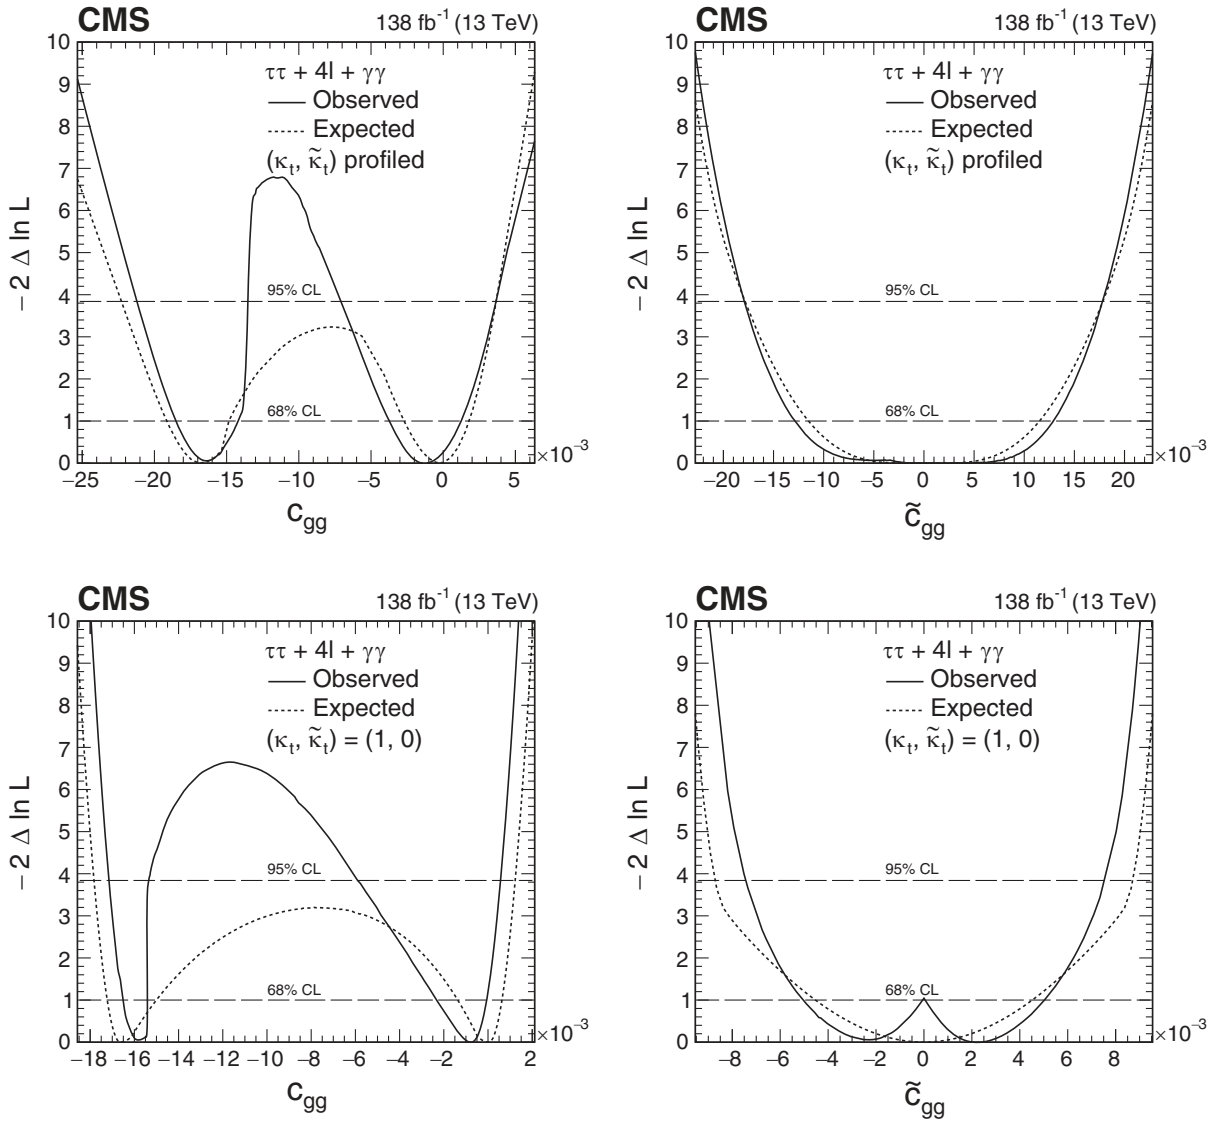 CMS 138 fb⁻¹ (13 TeV)
ττ + 4l + γγ
Observed
Expected
(κₜ, κ̃ₜ) profiled
− 2 Δ ln L
10
9
8
7
6
5
4
3
2
1
0
95% CL
68% CL
−25 −20 −15 −10 −5 0 5
×10⁻³
c_gg
CMS 138 fb⁻¹ (13 TeV)
ττ + 4l + γγ
Observed
Expected
(κₜ, κ̃ₜ) profiled
− 2 Δ ln L
10
9
8
7
6
5
4
3
2
1
0
95% CL
68% CL
−20 −15 −10 −5 0 5 10 15 20
×10⁻³
c̃_gg
CMS 138 fb⁻¹ (13 TeV)
ττ + 4l + γγ
Observed
Expected
(κₜ, κ̃ₜ) = (1, 0)
− 2 Δ ln L
10
9
8
7
6
5
4
3
2
1
0
95% CL
68% CL
−18 −16 −14 −12 −10 −8 −6 −4 −2 0 2
×10⁻³
c_gg
CMS 138 fb⁻¹ (13 TeV)
ττ + 4l + γγ
Observed
Expected
(κₜ, κ̃ₜ) = (1, 0)
− 2 Δ ln L
10
9
8
7
6
5
4
3
2
1
0
95% CL
68% CL
−8 −6 −4 −2 0 2 4 6 8
×10⁻³
c̃_gg